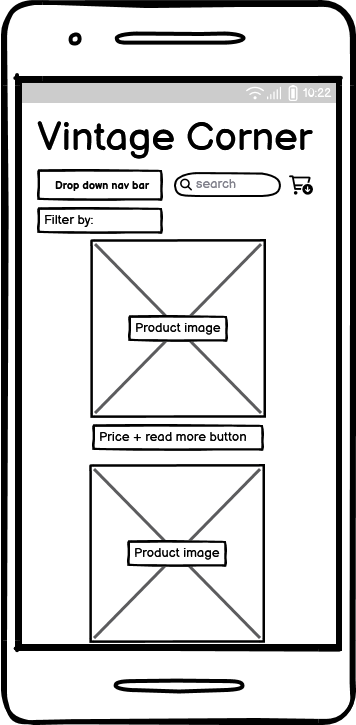 10:22
Vintage Corner
Drop down nav bar
search
Filter by:
Product image
Price + read more button
Product image